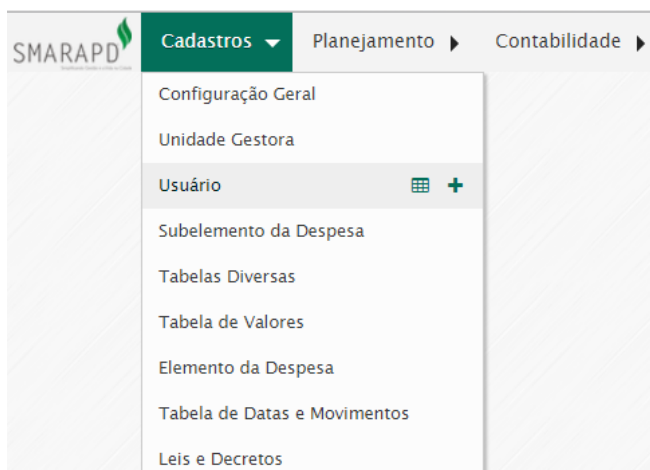 SMARAPD
Cadastros
Planejamento
Contabilidade
Configuração Geral
Unidade Gestora
Usuário
Subelemento da Despesa
Tabelas Diversas
Tabela de Valores
Elemento da Despesa
Tabela de Datas e Movimentos
Leis e Decretos